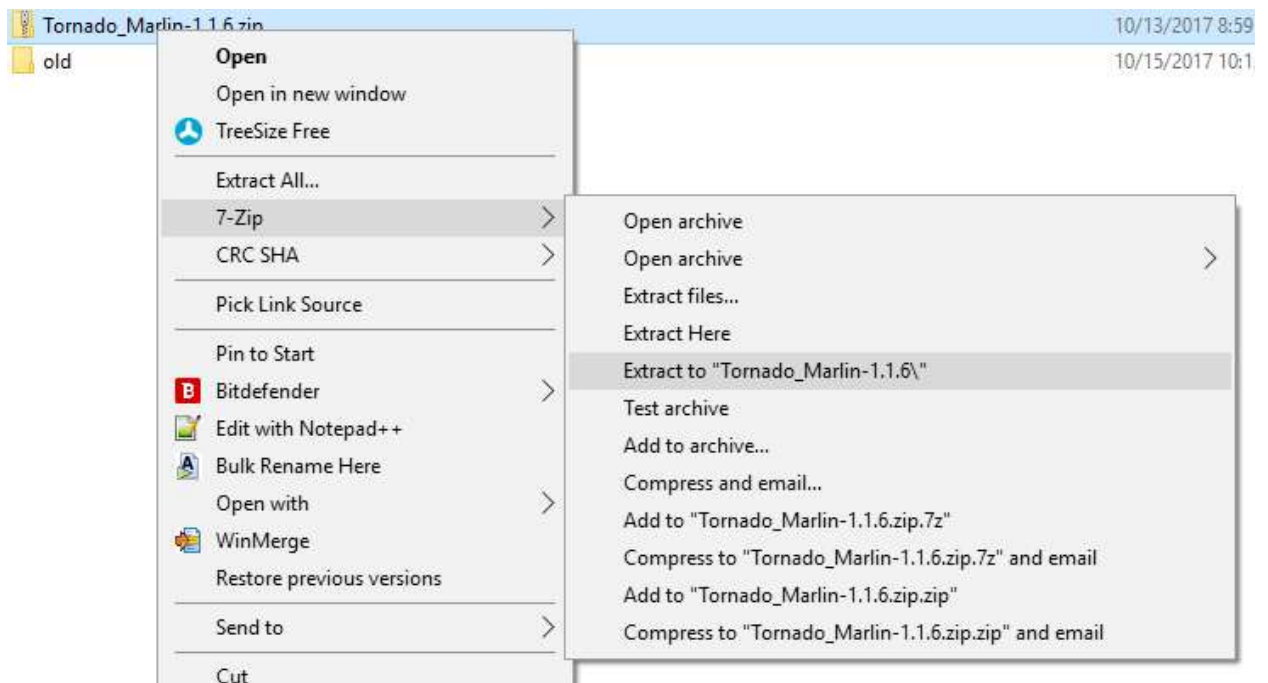 Tornado_Marlin-1.1.6.zip 10/13/2017 8:59
old 10/15/2017 10:1
Open
Open in new window
TreeSize Free
Extract All...
7-Zip
CRC SHA
Pick Link Source
Pin to Start
Bitdefender
Edit with Notepad++
Bulk Rename Here
Open with
WinMerge
Restore previous versions
Send to
Cut
Open archive
Open archive
Extract files...
Extract Here
Extract to "Tornado_Marlin-1.1.6\"
Test archive
Add to archive...
Compress and email...
Add to "Tornado_Marlin-1.1.6.zip.7z"
Compress to "Tornado_Marlin-1.1.6.zip.7z" and email
Add to "Tornado_Marlin-1.1.6.zip.zip"
Compress to "Tornado_Marlin-1.1.6.zip.zip" and email